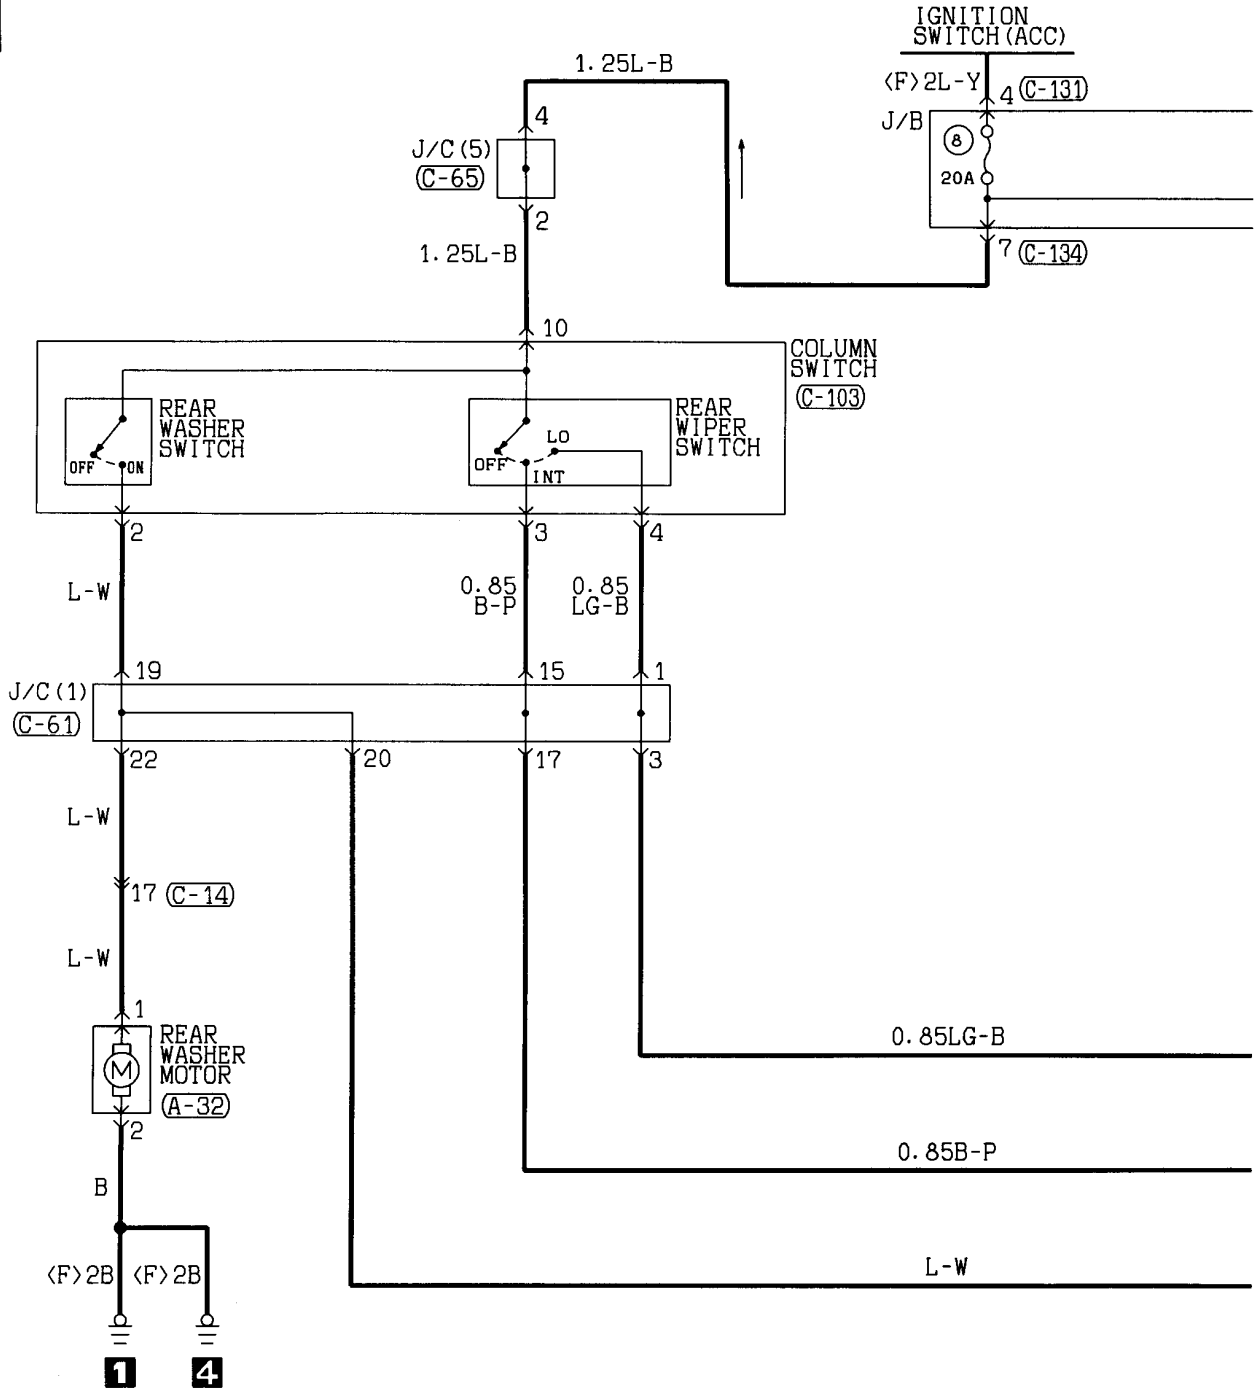 IGNITION
SWITCH(ACC)
1.25L-B
<F>2L-Y
4
C-131
J/B
8
20A
4
J/C(5)
C-65
2
7
C-134
1.25L-B
10
COLUMN
SWITCH
C-103
REAR
WASHER
SWITCH
OFF
ON
REAR
WIPER
SWITCH
LO
OFF
INT
2
3
4
L-W
0.85
B-P
0.85
LG-B
19
15
1
J/C(1)
C-61
22
20
17
3
L-W
17
C-14
L-W
1
REAR
WASHER
MOTOR
M
A-32
0.85LG-B
2
0.85B-P
B
L-W
<F>2B
<F>2B
1
4